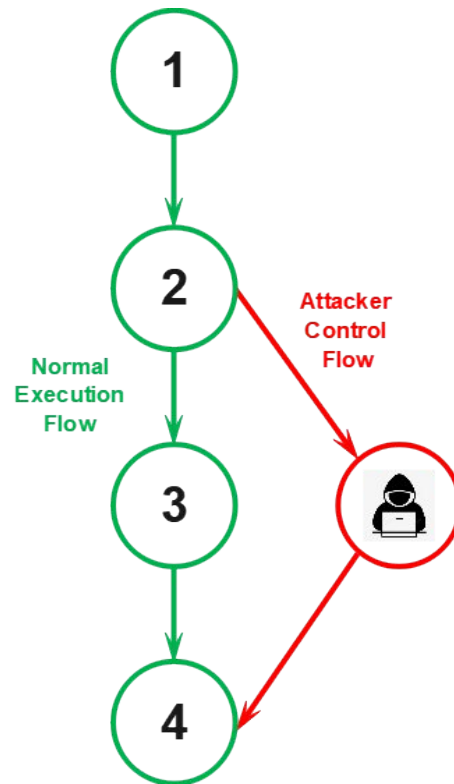 1
2
Attacker
Control
Flow
Normal
Execution
Flow
3
4